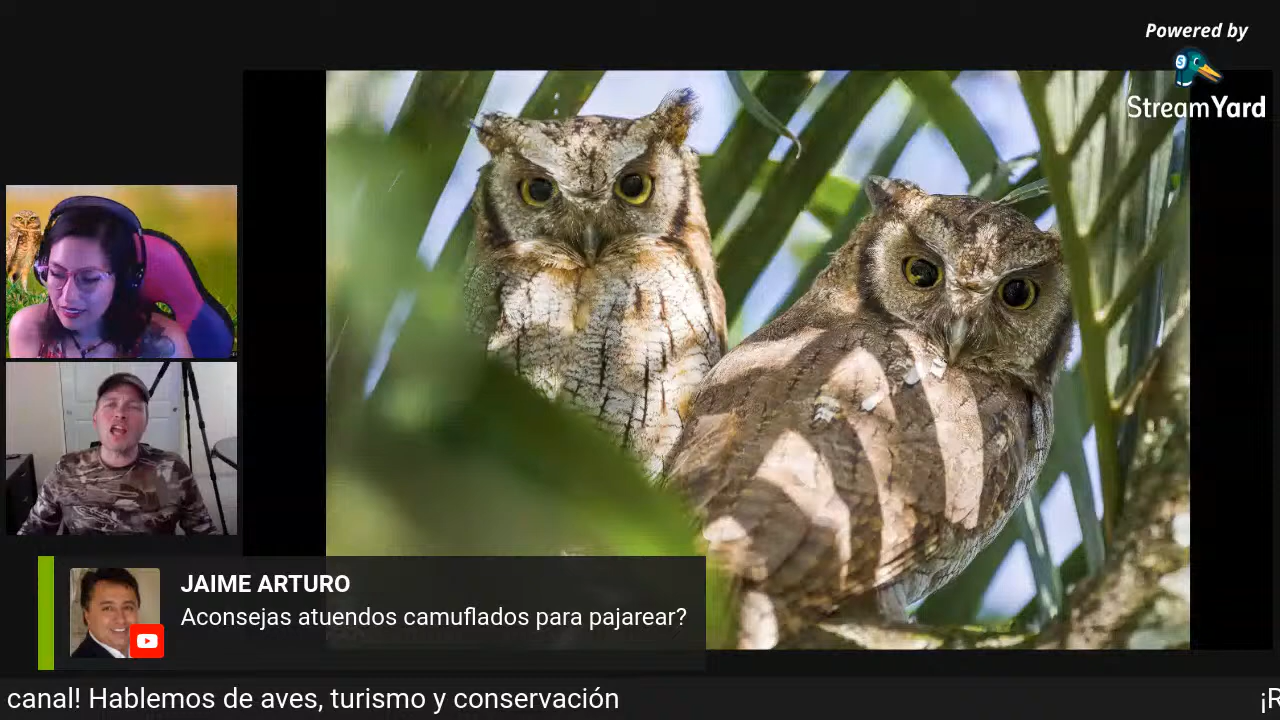 Powered by
StreamYard
JAIME ARTURO
Aconsejas atuendos camuflados para pajarear?
canal! Hablemos de aves, turismo y conservación
¡R